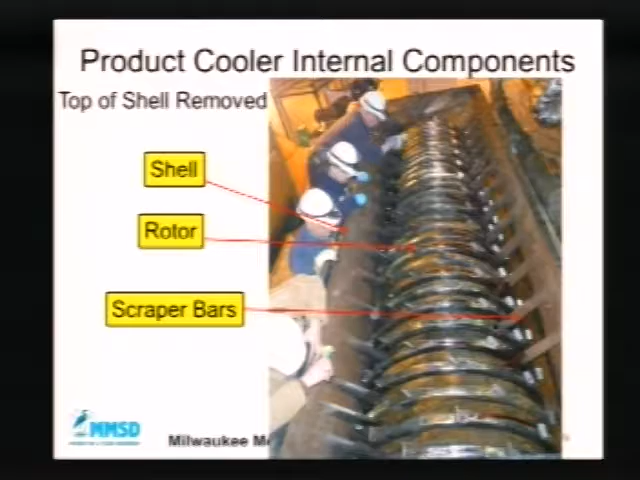 Product Cooler Internal Components
Top of Shell Removed
Shell
Rotor
Scraper Bars
MMSD
Milwaukee